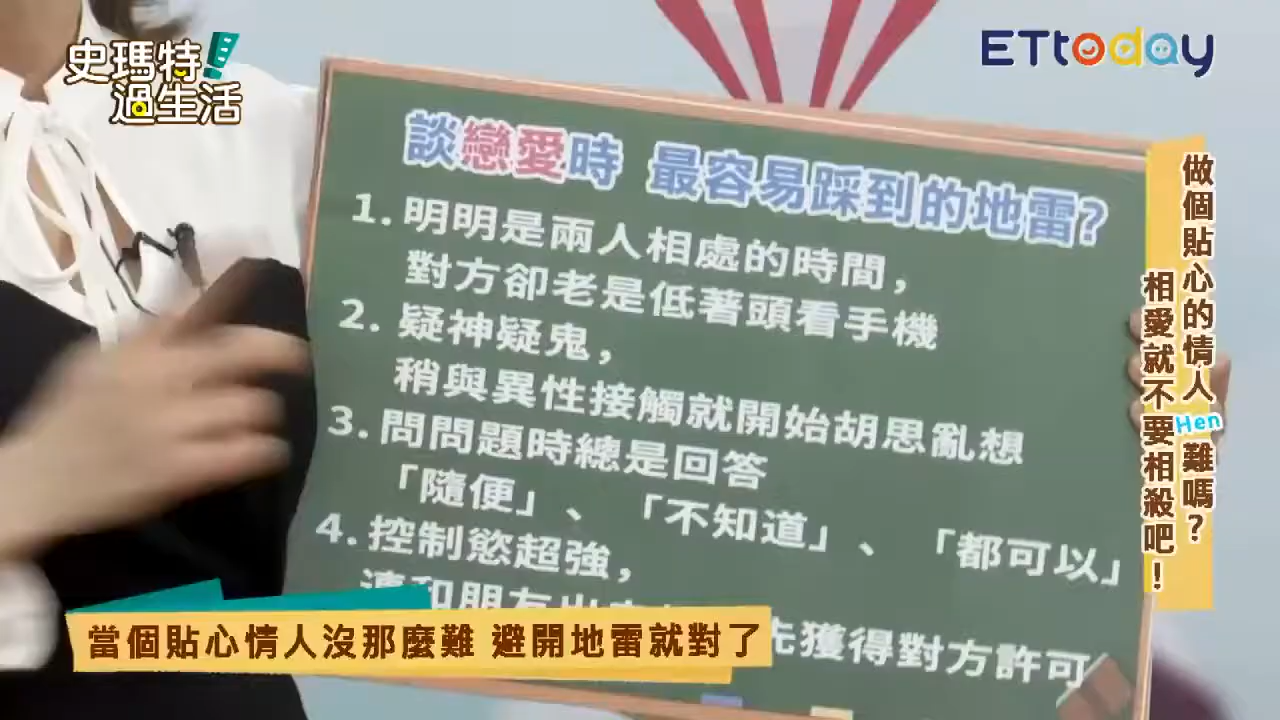 史瑪特
過生活
ETtoday
談戀愛時 最容易踩到的地雷?
1. 明明是兩人相處的時間,
對方卻老是低著頭看手機
2. 疑神疑鬼,
稍與異性接觸就開始胡思亂想
3. 問問題時總是回答
「隨便」、「不知道」、「都可以」
4. 控制慾超強,
連和朋友出去 先獲得對方許可
做個貼心的情人Hen難嗎?
相愛就不要相殺吧!
當個貼心情人沒那麼難 避開地雷就對了